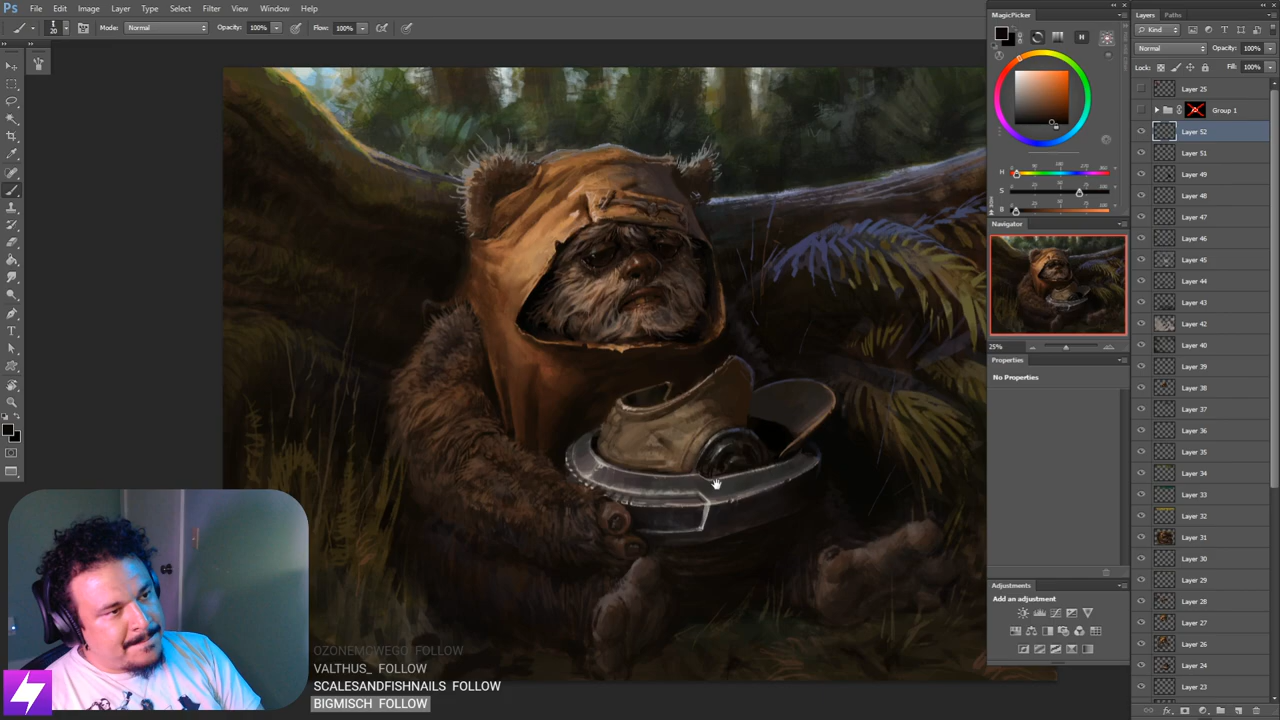 Ps File Edit Image Layer Type Select Filter View Window Help
20 Mode: Normal Opacity: 100% Flow: 100%
MagicPicker
H
H
S
B
Navigator
25%
Properties
No Properties
Adjustments
Add an adjustment
Layers Paths
Kind
Normal Opacity: 100%
Lock: Fill: 100%
Layer 25
Group 1
Layer 52
Layer 51
Layer 49
Layer 48
Layer 47
Layer 46
Layer 45
Layer 44
Layer 43
Layer 42
Layer 40
Layer 39
Layer 38
Layer 37
Layer 36
Layer 35
Layer 34
Layer 33
Layer 32
Layer 31
Layer 30
Layer 29
Layer 28
Layer 27
Layer 26
Layer 24
Layer 23
OZONEMCWEGO FOLLOW
VALTHUS_ FOLLOW
SCALESANDFISHNAILS FOLLOW
BIGMISCH FOLLOW